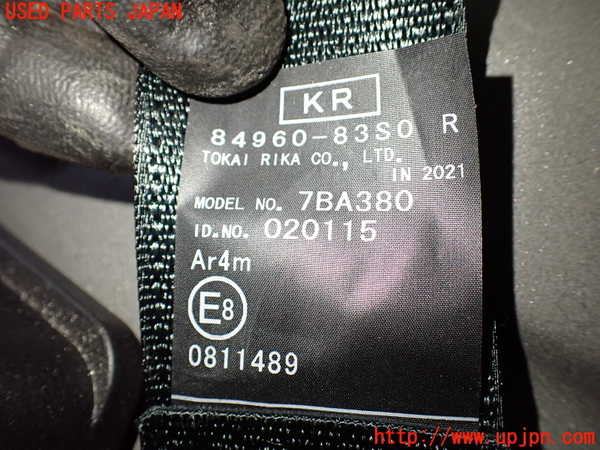 USED PARTS JAPAN
KR
84960-83S0 R
TOKAI RIKA CO., LTD.
IN 2021
MODEL NO. 7BA380
ID.NO. 020115
Ar4m
E8
0811489
http://www.upjpn.com/